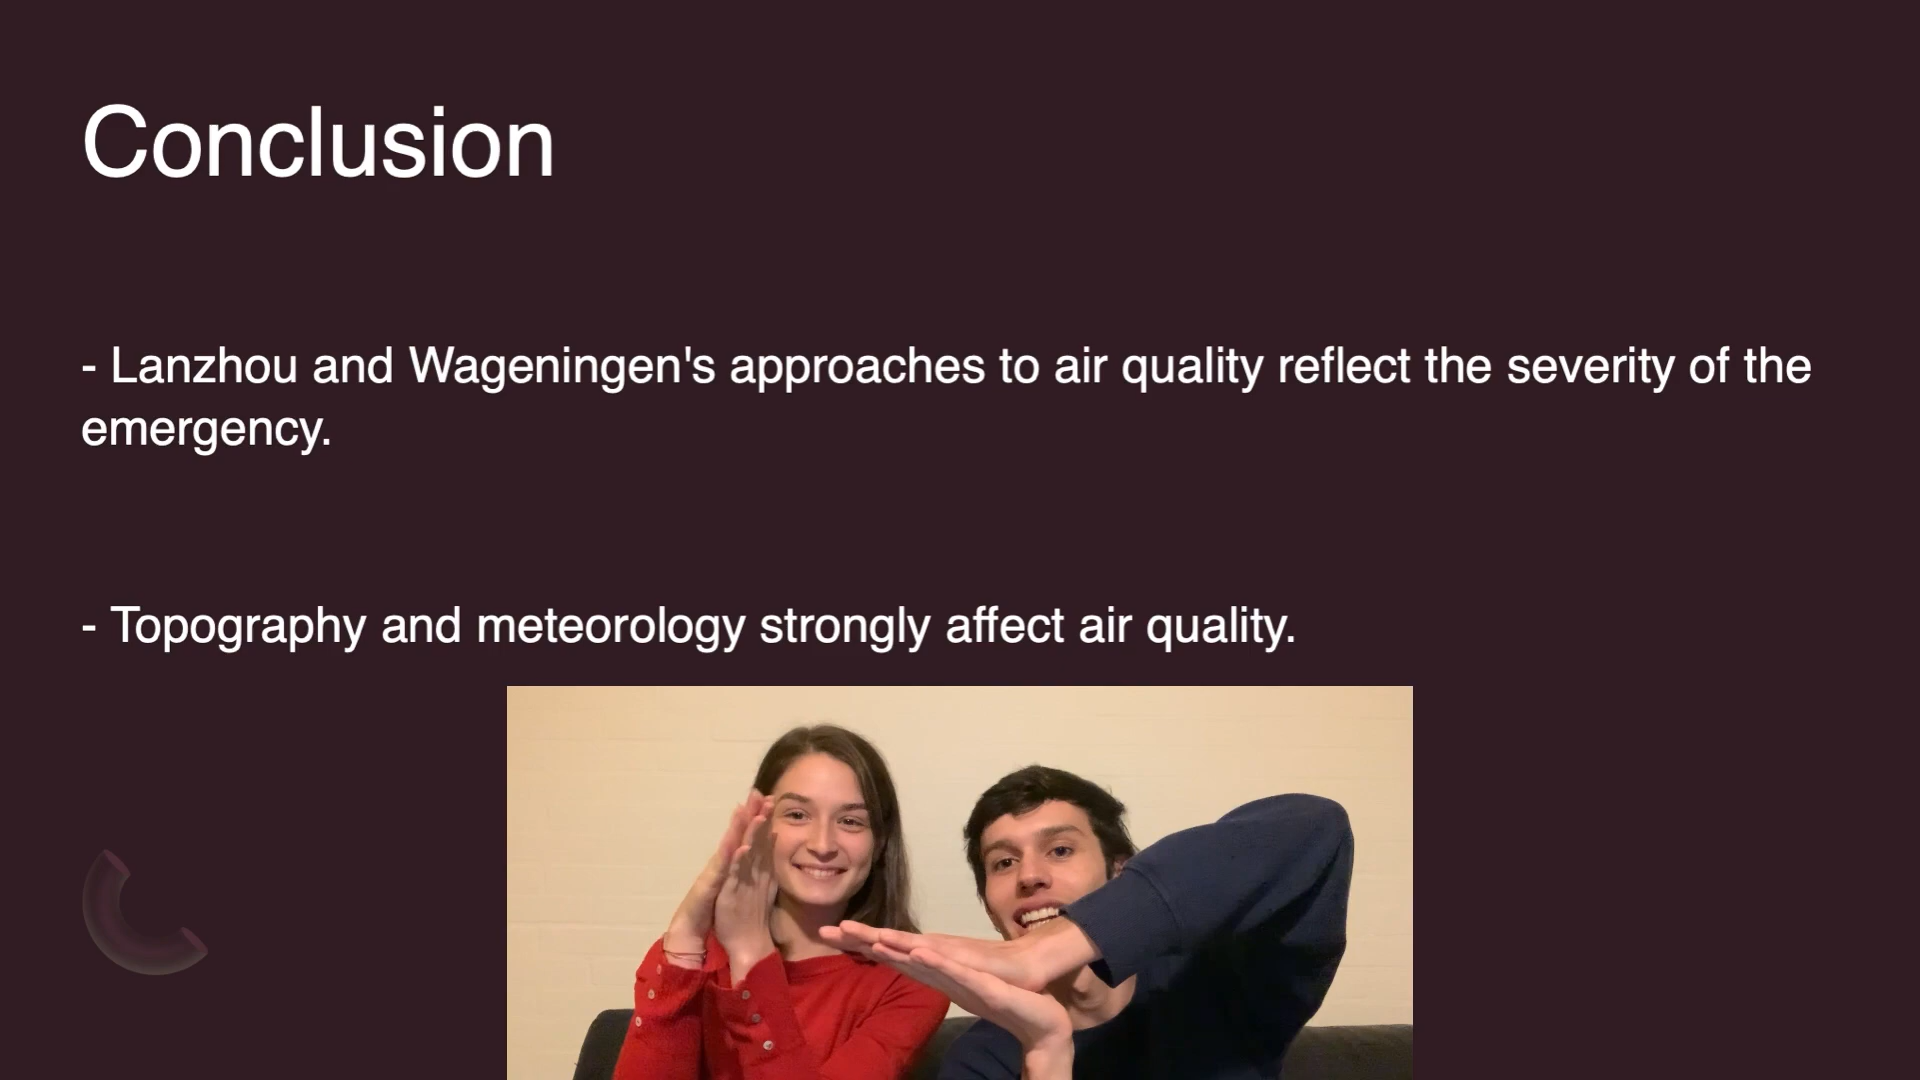 Conclusion
- Lanzhou and Wageningen's approaches to air quality reflect the severity of the
emergency.
- Topography and meteorology strongly affect air quality.